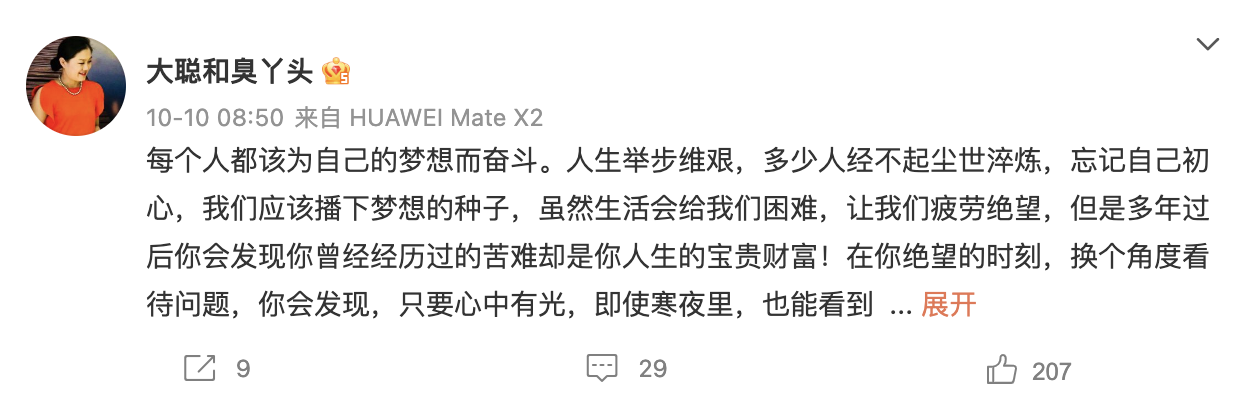 大聪和臭丫头
10-10 08:50 来自 HUAWEI Mate X2
每个人都该为自己的梦想而奋斗。人生举步维艰，多少人经不起尘世淬炼，忘记自己初
心，我们应该播下梦想的种子，虽然生活会给我们困难，让我们疲劳绝望，但是多年过
后你会发现你曾经经历过的苦难却是你人生的宝贵财富！在你绝望的时刻，换个角度看
待问题，你会发现，只要心中有光，即使寒夜里，也能看到 ... 展开
9 29 207